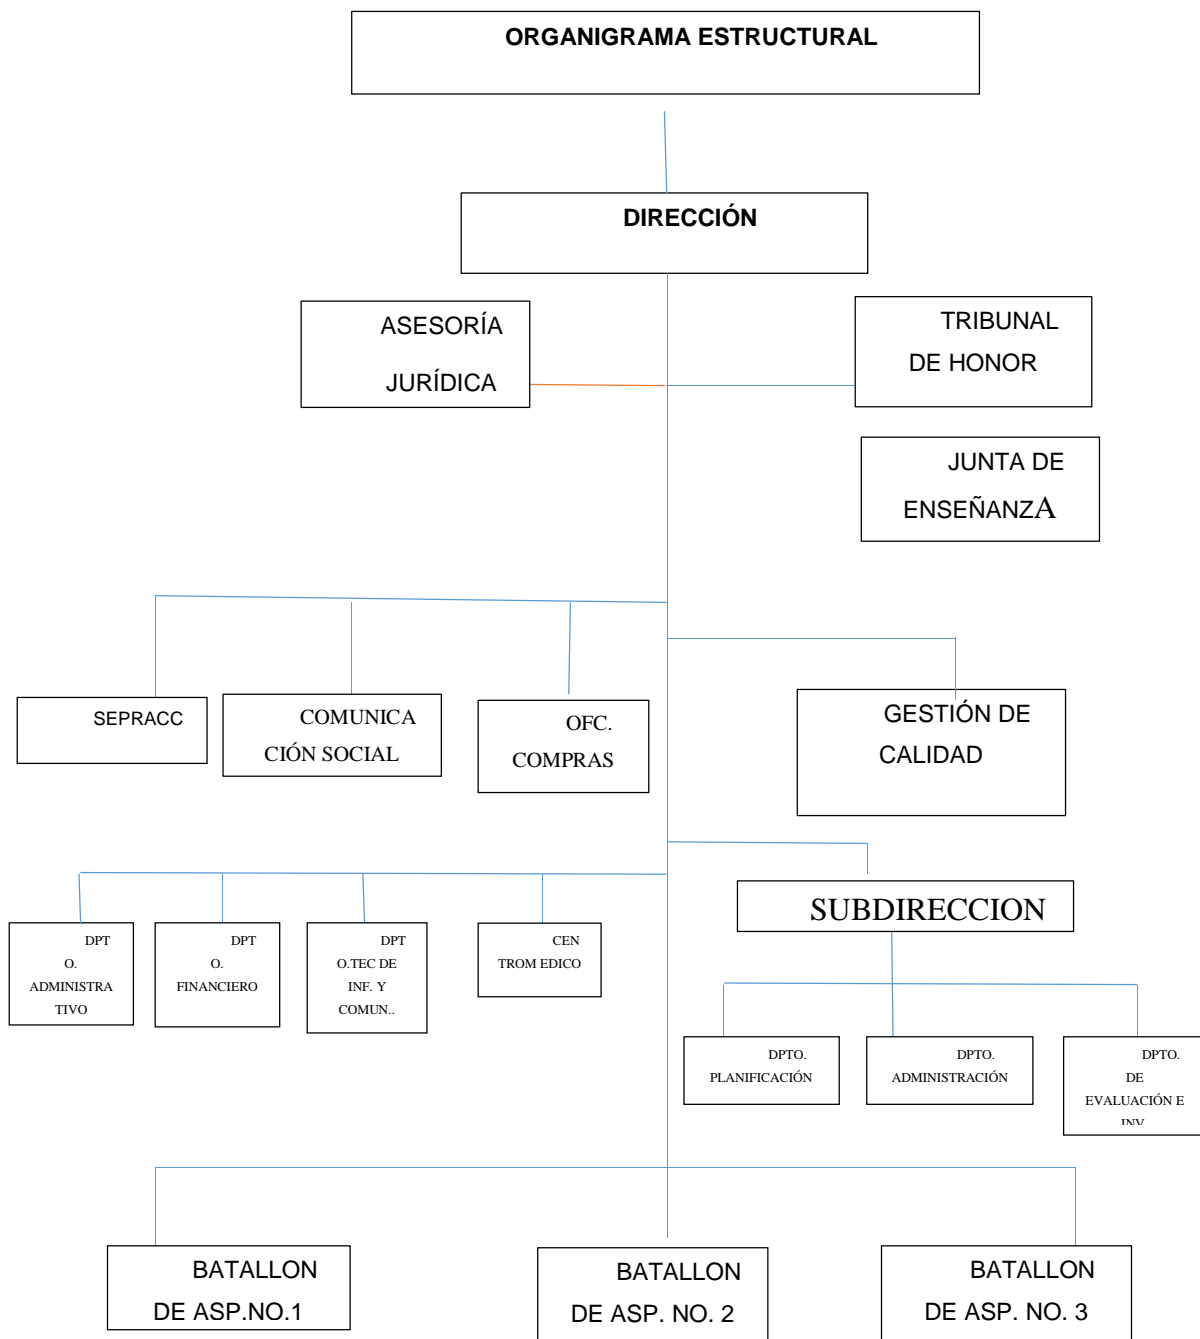 ORGANIGRAMA ESTRUCTURAL
DIRECCIÓN
ASESORÍA
JURÍDICA
TRIBUNAL
DE HONOR
JUNTA DE
ENSEÑANZA
SEPRACC
COMUNICA
CIÓN SOCIAL
OFC.
COMPRAS
GESTIÓN DE
CALIDAD
SUBDIRECCION
DPT
O.
ADMINISTRA
TIVO
DPT
O.
FINANCIERO
DPT
O.TEC DE
INF. Y
COMUN..
CEN
TROM EDICO
DPTO.
PLANIFICACIÓN
DPTO.
ADMINISTRACIÓN
DPTO.
DE
EVALUACIÓN E
INV
BATALLON
DE ASP.NO.1
BATALLON
DE ASP. NO. 2
BATALLON
DE ASP. NO. 3